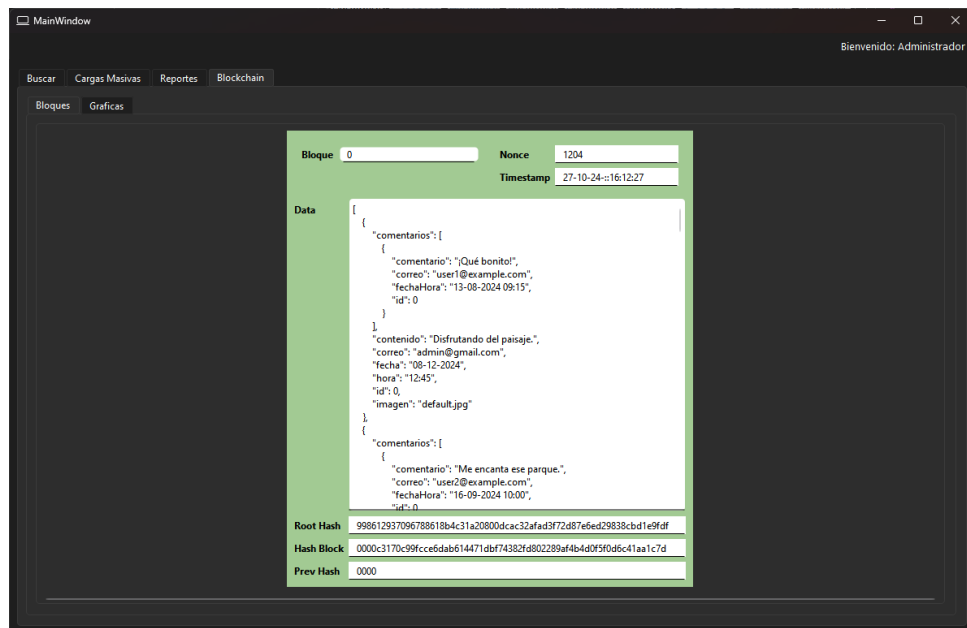 MainWindow
Bienvenido: Administrador
Buscar Cargas Masivas Reportes Blockchain
Bloques Graficas
Bloque 0 Nonce 1204
Timestamp 27-10-24-::16:12:27
Data [
{
"comentarios": [
{
"comentario": "¡Qué bonito!",
"correo": "user1@example.com",
"fechaHora": "13-08-2024 09:15",
"id": 0
}
],
"contenido": "Disfrutando del paisaje.",
"correo": "admin@gmail.com",
"fecha": "08-12-2024",
"hora": "12:45",
"id": 0,
"imagen": "default.jpg"
},
{
"comentarios": [
{
"comentario": "Me encanta ese parque.",
"correo": "user2@example.com",
"fechaHora": "16-09-2024 10:00",
"id": 0
Root Hash 998612937096788618b4c31a20800dcac32afad3f72d87e6ed29838cbd1e9fdf
Hash Block 0000c3170c99fcce6dab614471dbf74382fd802289af4b4d0f5f0d6c41aa1c7d
Prev Hash 0000